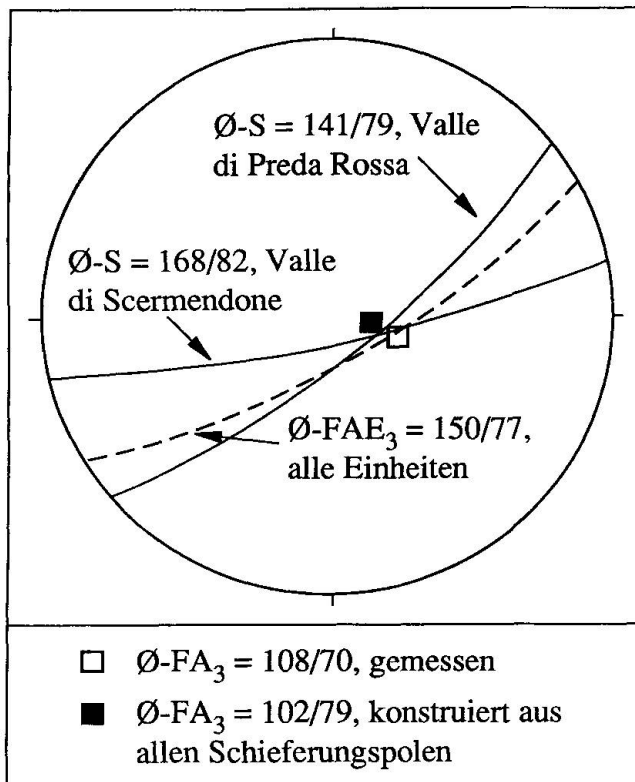 Ø-S = 141/79, Valle
di Preda Rossa
Ø-S = 168/82, Valle
di Scermendone
Ø-FAE₃ = 150/77,
alle Einheiten
Ø-FA₃ = 108/70, gemessen
Ø-FA₃ = 102/79, konstruiert aus
allen Schieferungspolen